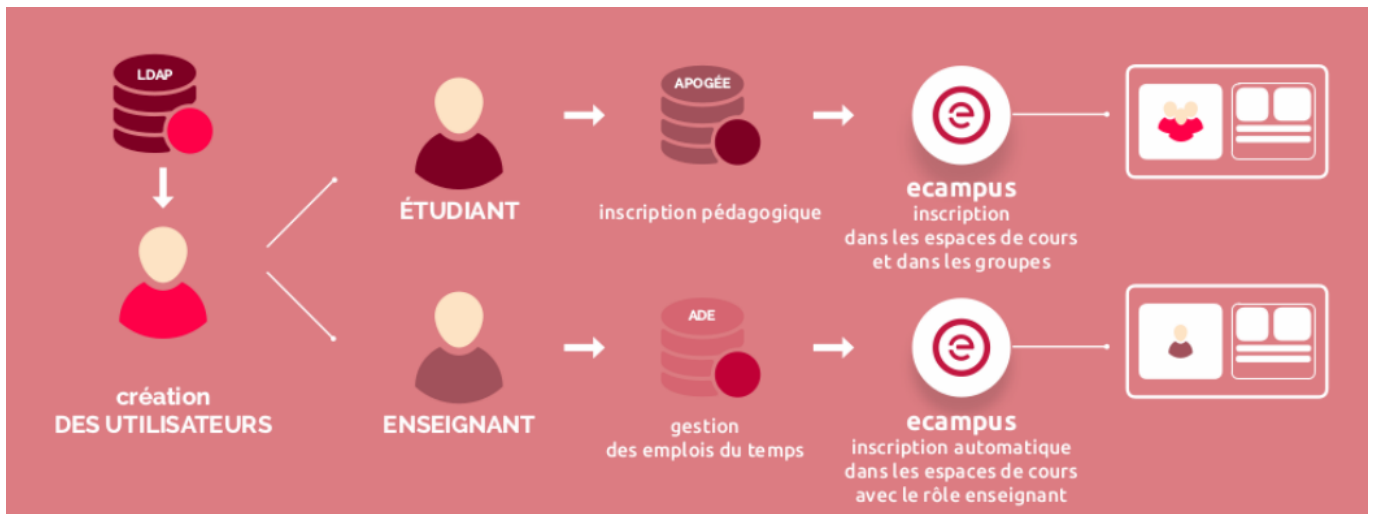 LDAP
création
DES UTILISATEURS
ÉTUDIANT
APOGÉE
inscription pédagogique
ecampus
inscription
dans les espaces de cours
et dans les groupes
ENSEIGNANT
ADE
gestion
des emplois du temps
ecampus
inscription automatique
dans les espaces de cours
avec le rôle enseignant